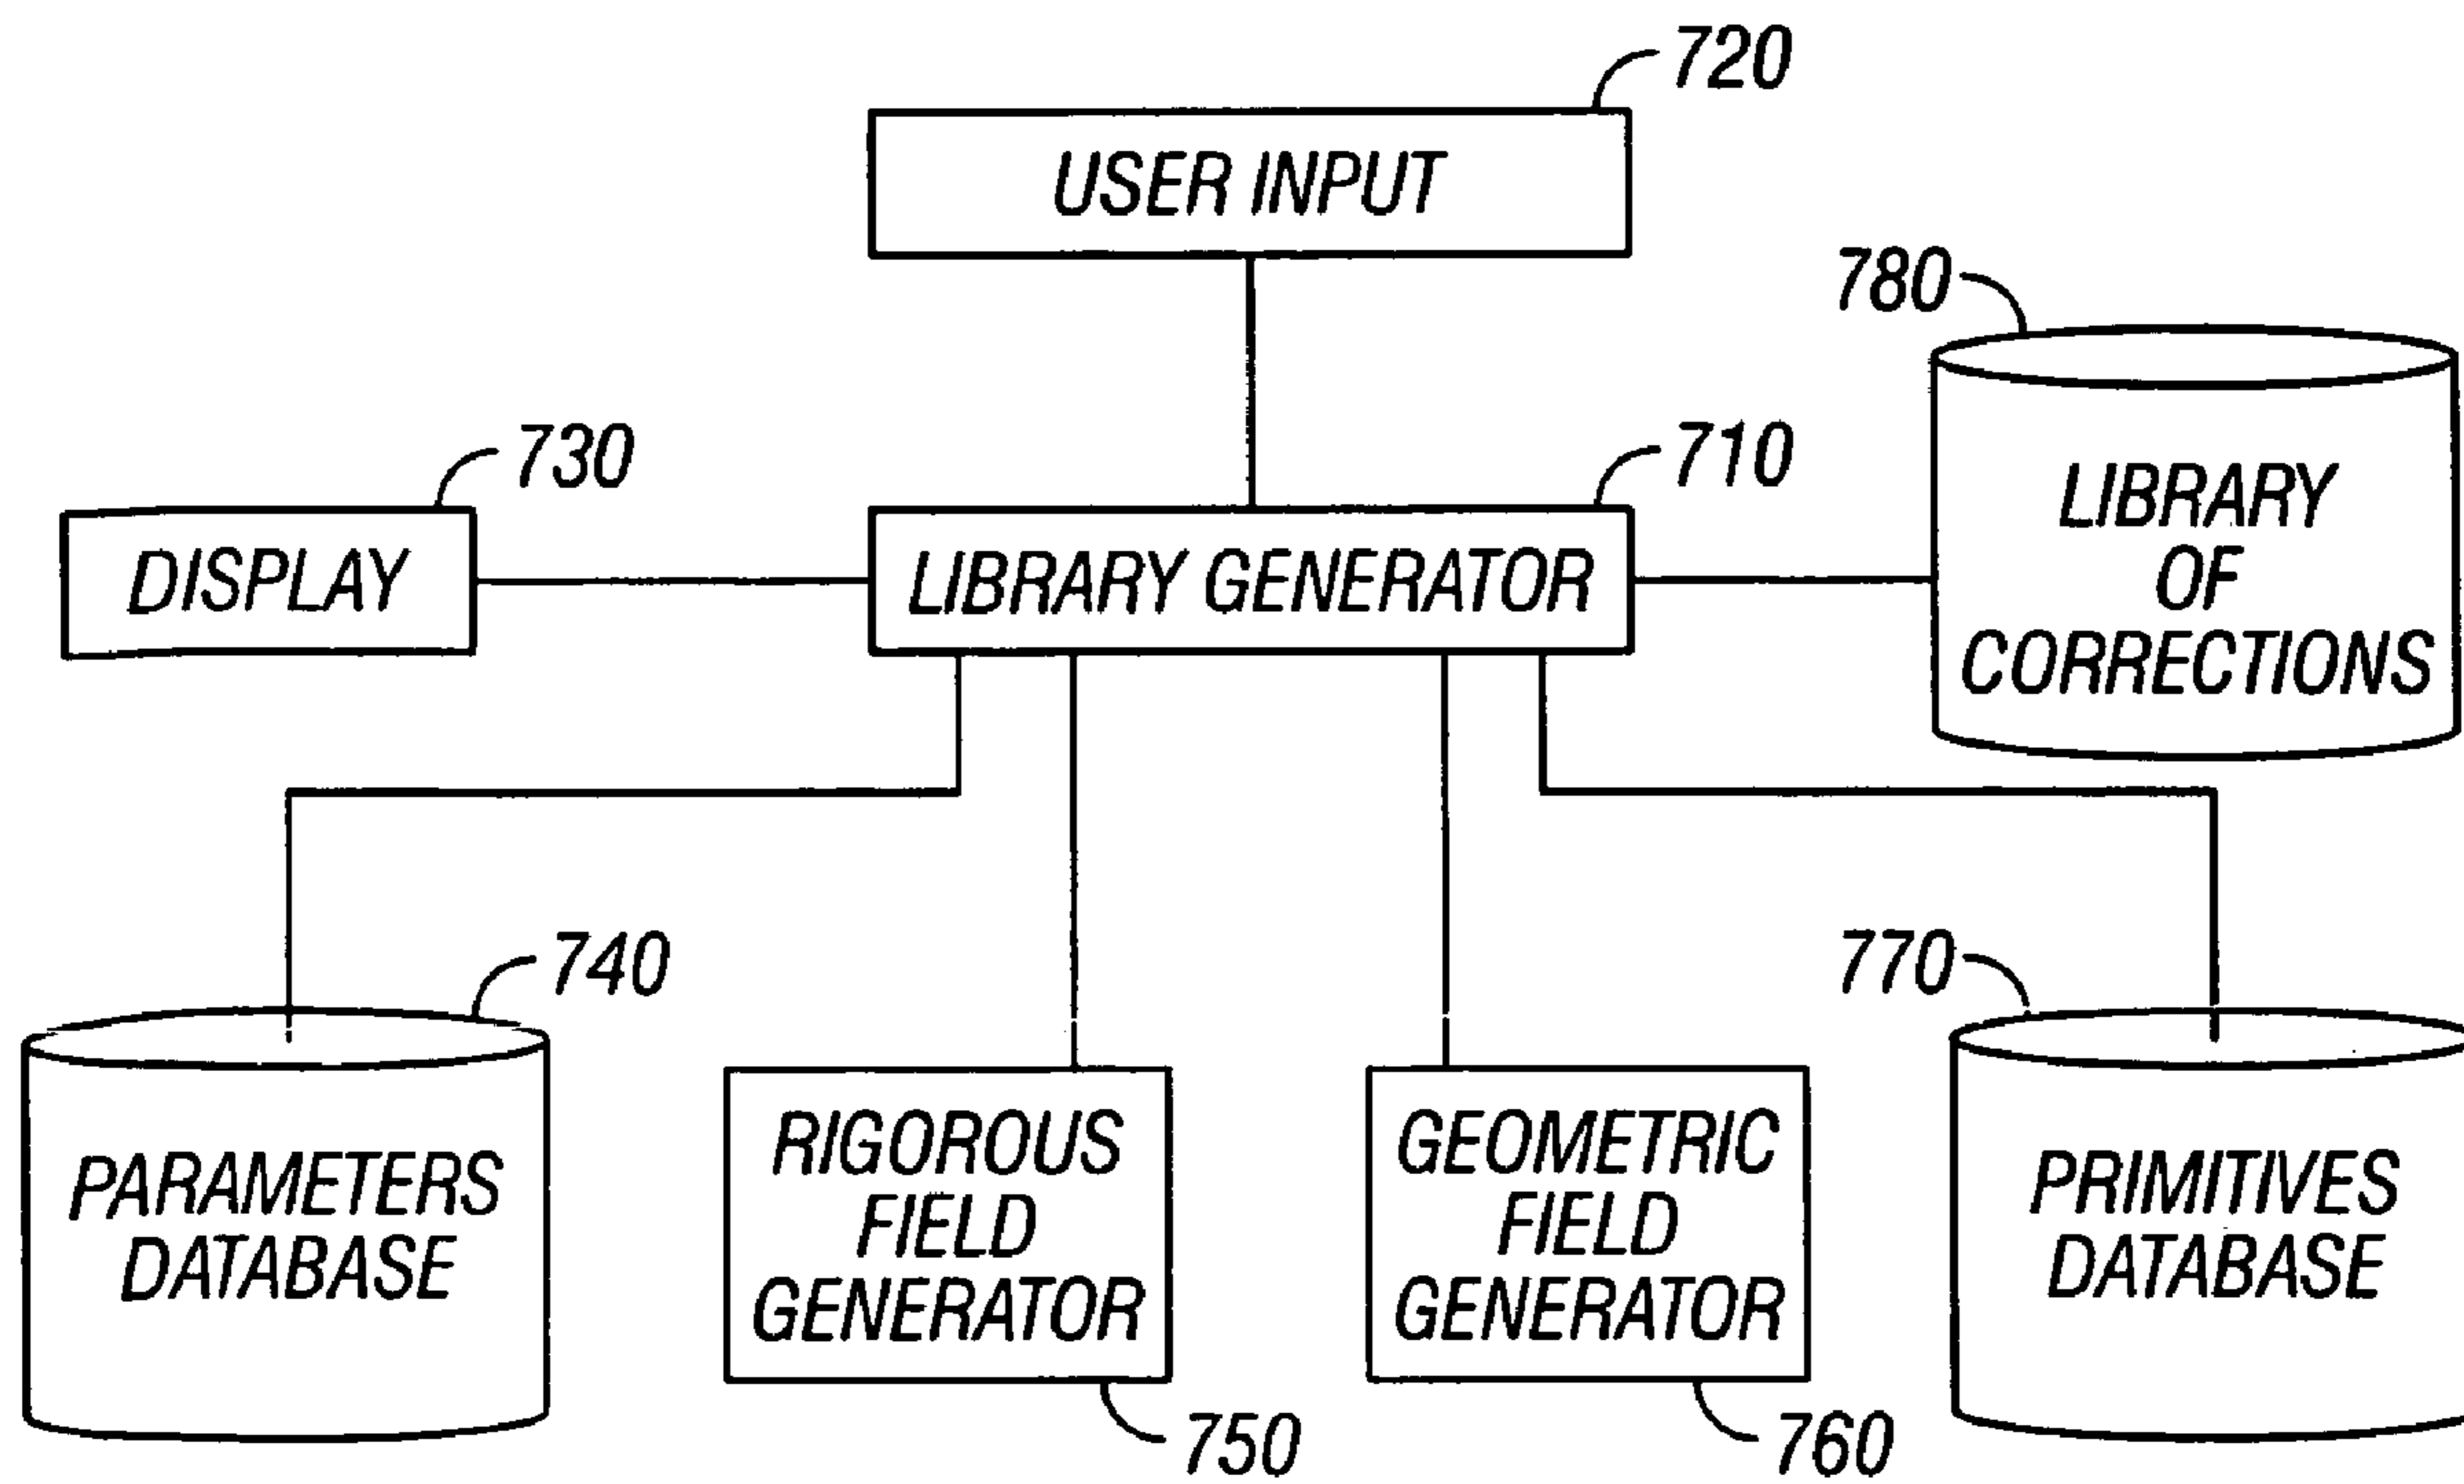 720
USER INPUT
780
730
710
LIBRARY
OF
CORRECTIONS
DISPLAY
LIBRARY GENERATOR
740
770
PARAMETERS
DATABASE
RIGOROUS
FIELD
GENERATOR
GEOMETRIC
FIELD
GENERATOR
PRIMITIVES
DATABASE
750
760